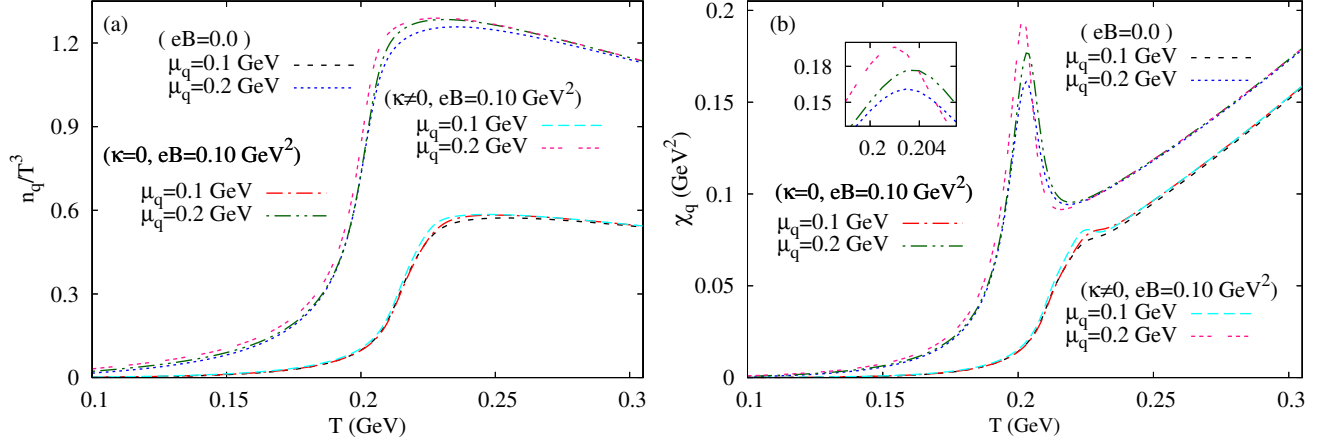 (a)
( eB=0.0 )
μq=0.1 GeV
μq=0.2 GeV
(κ≠0, eB=0.10 GeV²)
μq=0.1 GeV
μq=0.2 GeV
(κ=0, eB=0.10 GeV²)
μq=0.1 GeV
μq=0.2 GeV
nq/T³
0
0.3
0.6
0.9
1.2
0.1
0.15
0.2
0.25
0.3
T (GeV)
(b)
( eB=0.0 )
μq=0.1 GeV
μq=0.2 GeV
0.18
0.15
0.2
0.204
(κ=0, eB=0.10 GeV²)
μq=0.1 GeV
μq=0.2 GeV
(κ≠0, eB=0.10 GeV²)
μq=0.1 GeV
μq=0.2 GeV
χq (GeV²)
0
0.05
0.1
0.15
0.2
0.1
0.15
0.2
0.25
0.3
T (GeV)